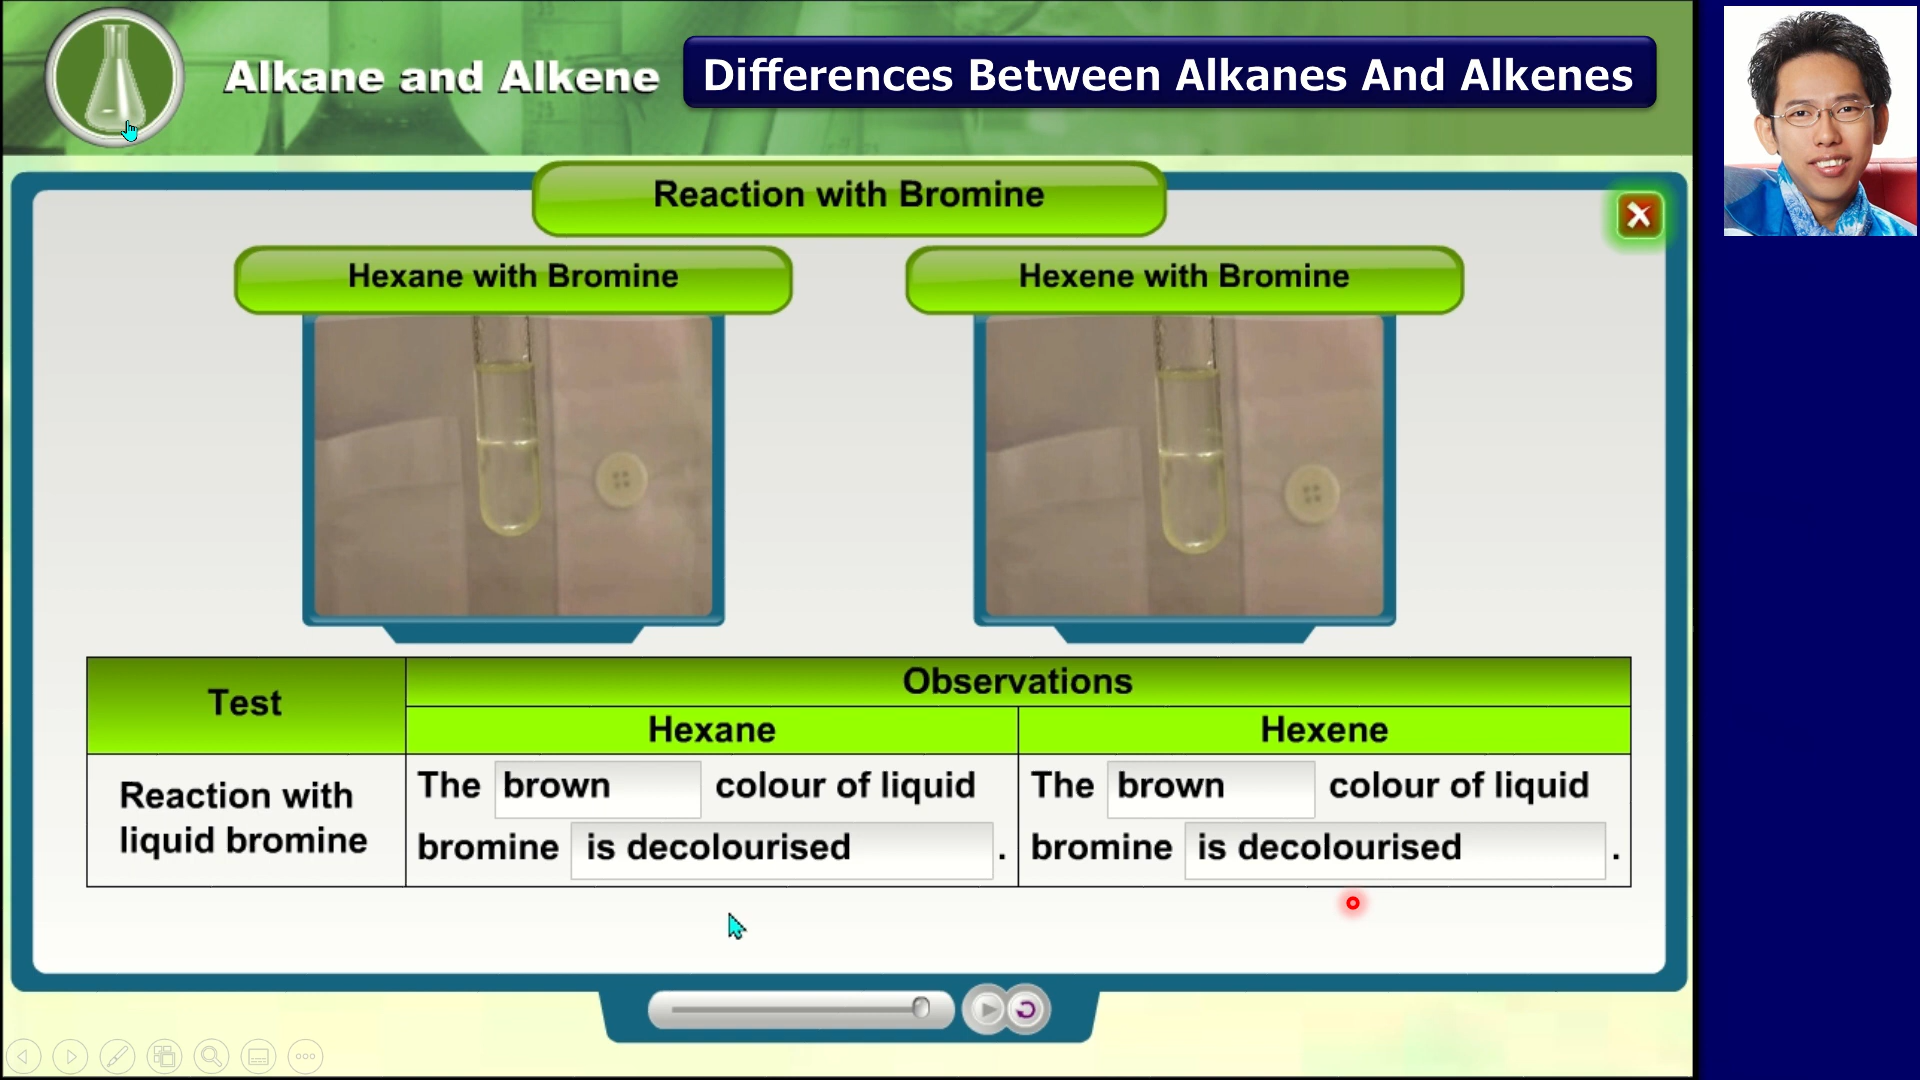 Alkane and Alkene
Differences Between Alkanes And Alkenes
Reaction with Bromine
Hexane with Bromine
Hexene with Bromine
Test
Observations
Hexane
Hexene
Reaction with
liquid bromine
The brown colour of liquid
bromine is decolourised .
The brown colour of liquid
bromine is decolourised .